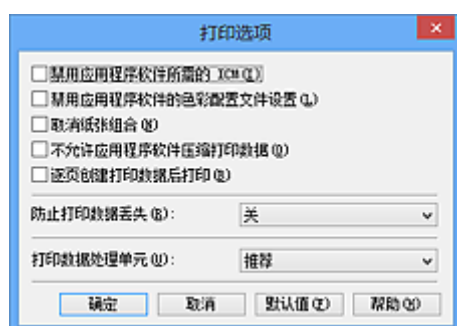 打印选项
禁用应用程序软件所需的 ICM(I)
禁用应用程序软件的色彩配置文件设置(L)
取消纸张组合(N)
不允许应用程序软件压缩打印数据(O)
逐页创建打印数据后打印(R)
防止打印数据丢失(B):
关
打印数据处理单元(U):
推荐
确定 取消 默认值(T) 帮助(H)